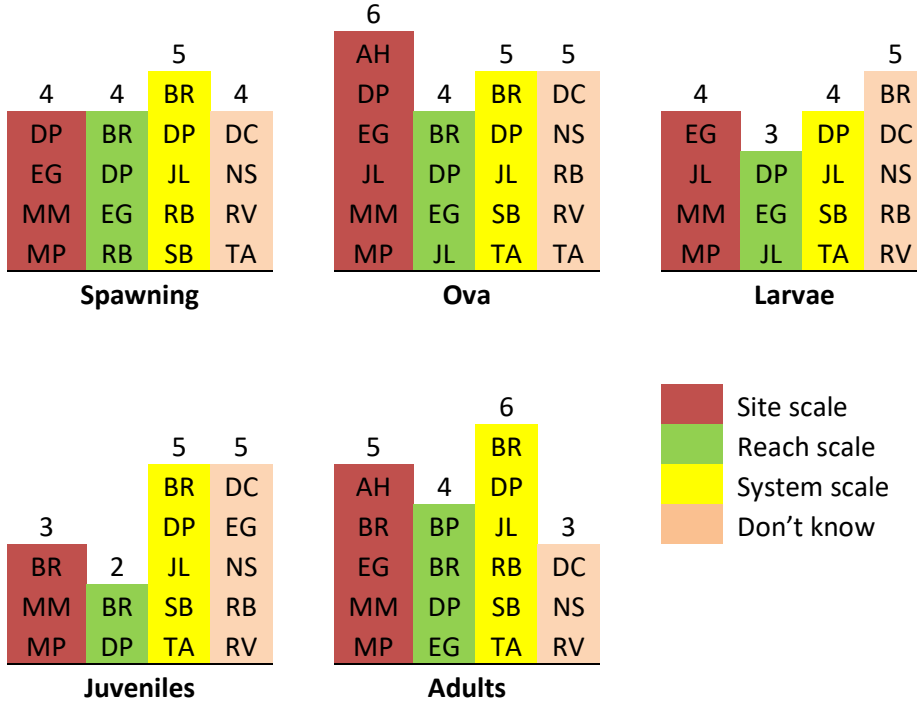 6
5 5 5 5
4 4 4 AH 4 4 4 BR
DP BR BR DP BR BR DC EG 3 DP DC
DP BR DP DC EG DP DP NS JL DP JL NS
EG DP JL NS JL EG JL RB MM EG SB RB
MM EG RB RV MM JL SB RV MP JL TA RV
MP RB SB TA MP TA TA
Spawning Ova Larvae
6
5 5 5 BR Site scale
BR DC AH 4 DP Reach scale
3 DP EG BR BP JL 3 System scale
BR 2 JL NS EG BR RB DC Don't know
MM BR SB RB MM DP SB NS
MP DP TA RV MP EG TA RV
Juveniles Adults